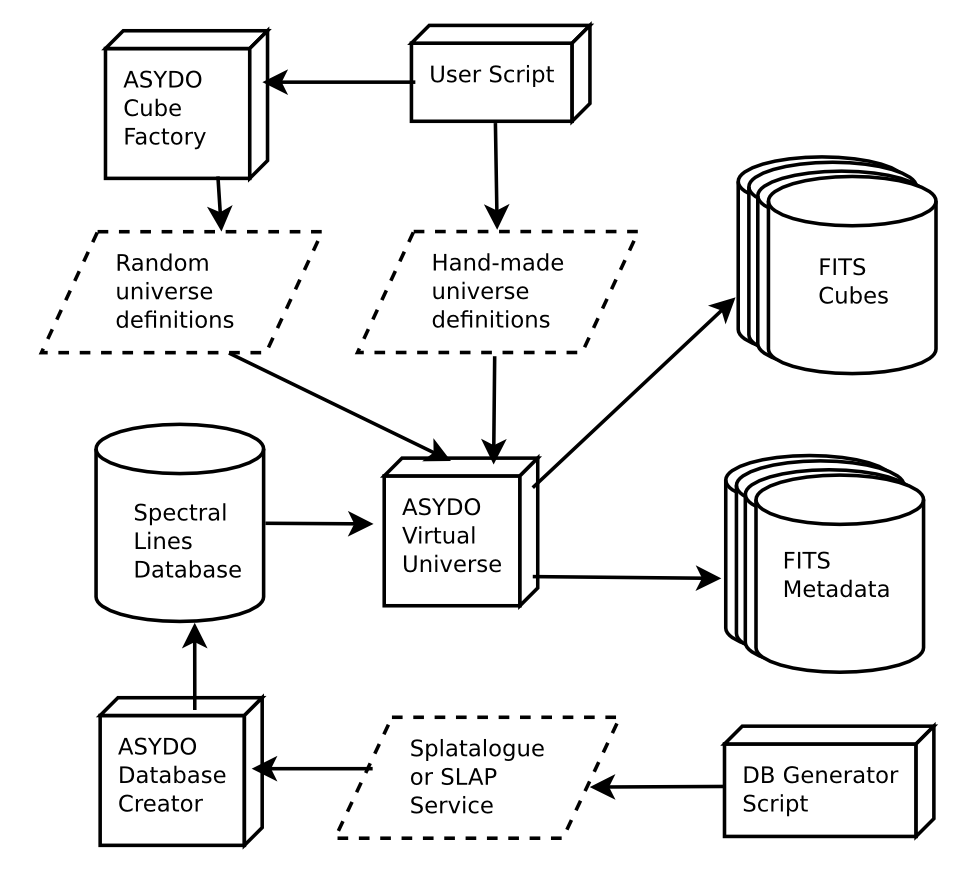 ASYDO
Cube
Factory
User Script
Random
universe
definitions
Hand-made
universe
definitions
FITS
Cubes
Spectral
Lines
Database
ASYDO
Virtual
Universe
FITS
Metadata
ASYDO
Database
Creator
Splatalogue
or SLAP
Service
DB Generator
Script